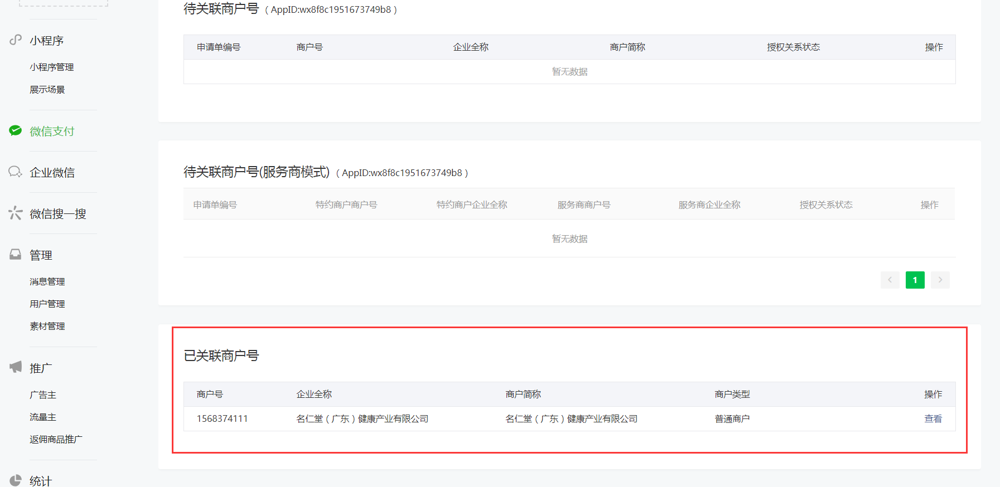 待关联商户号 ( AppID:wx8f8c1951673749b8 )
申请单编号 商户号 企业全称 商户简称 授权关系状态 操作
暂无数据
小程序
小程序管理
展示场景
微信支付
企业微信
微信搜一搜
管理
消息管理
用户管理
素材管理
推广
广告主
流量主
返佣商品推广
统计
待关联商户号(服务商模式) ( AppID:wx8f8c1951673749b8 )
申请单编号 特约商户商户号 特约商户企业全称 服务商商户号 服务商企业全称 授权关系状态 操作
暂无数据
1
已关联商户号
商户号 企业全称 商户简称 商户类型 操作
1568374111 名仁堂（广东）健康产业有限公司 名仁堂（广东）健康产业有限公司 普通商户 查看